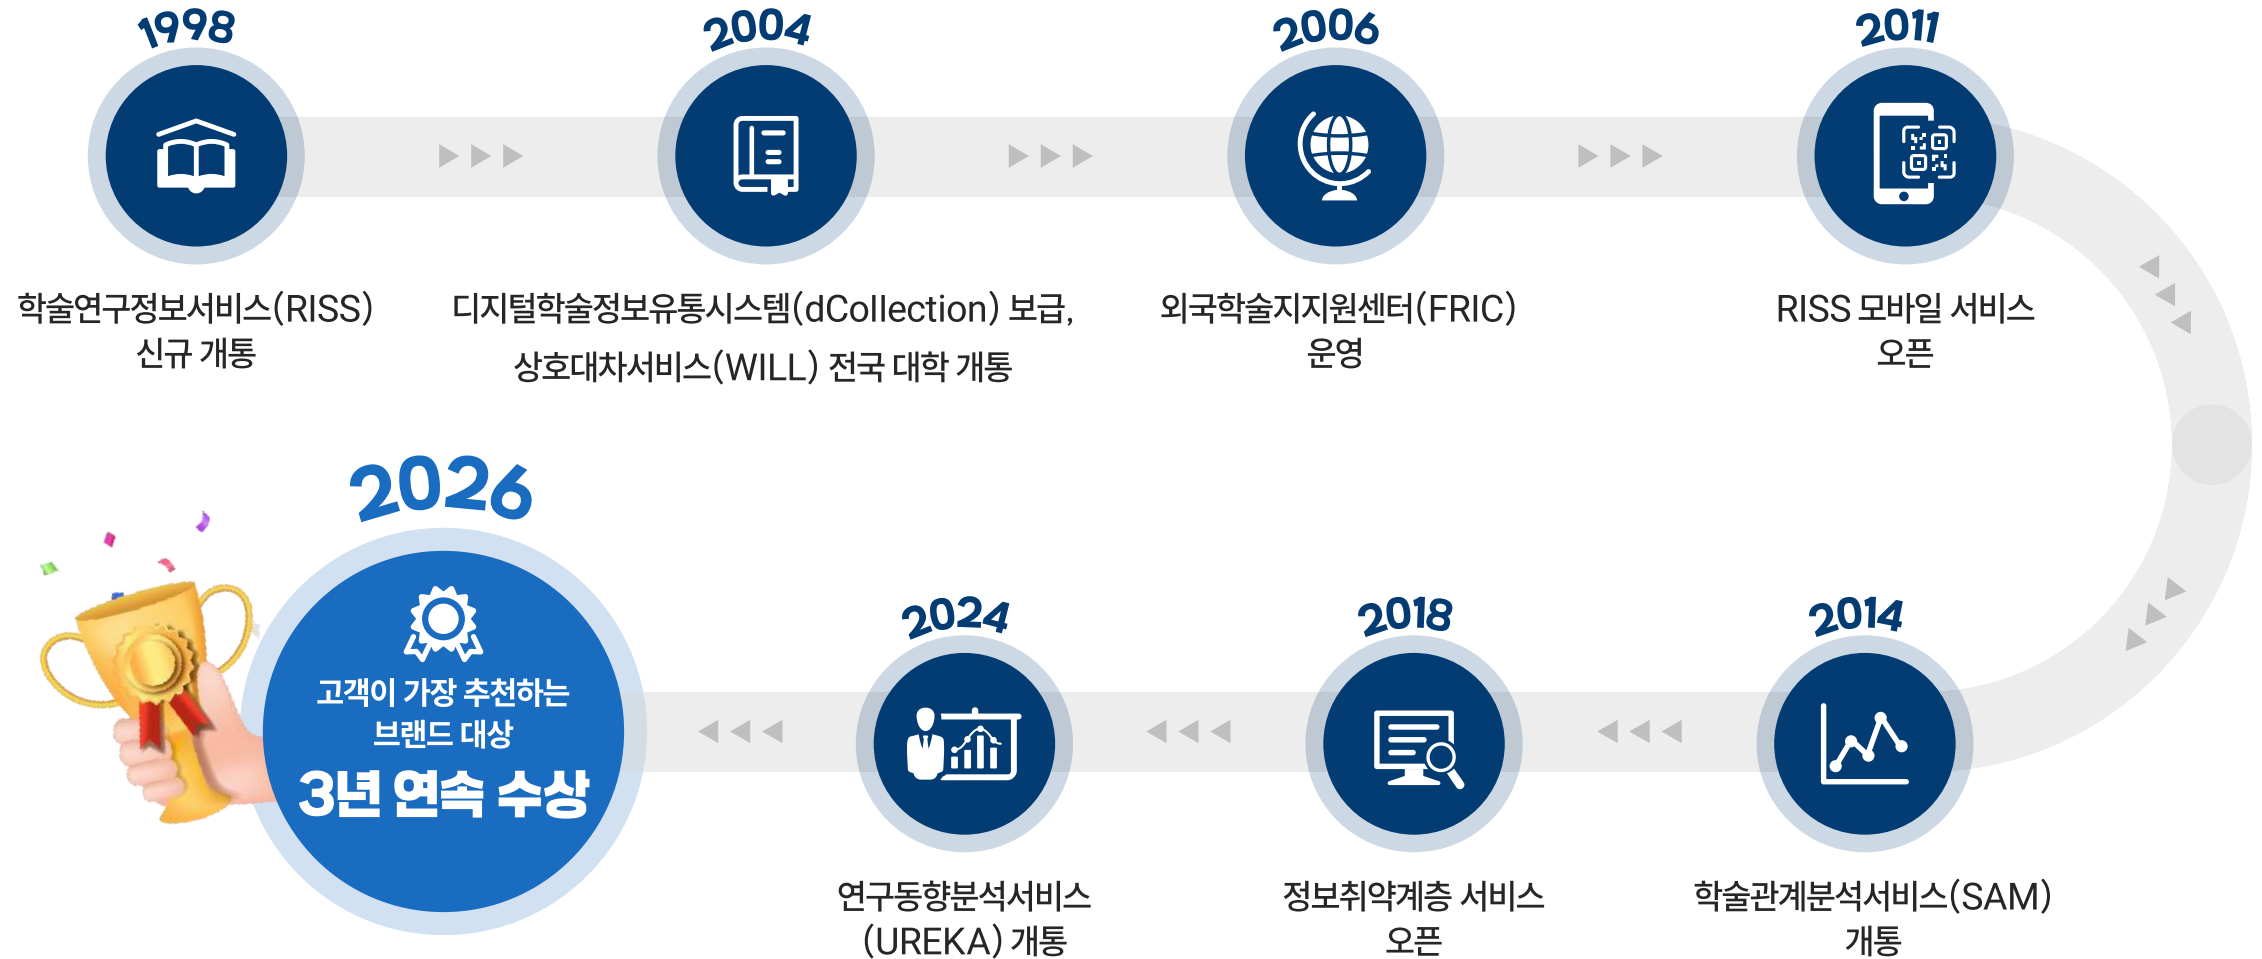 1998
학술연구정보서비스(RISS)
신규 개통
2004
디지털학술정보유통시스템(dCollection) 보급,
상호대차서비스(WILL) 전국 대학 개통
2006
외국학술지지원센터(FRIC)
운영
2011
RISS 모바일 서비스
오픈
2014
학술관계분석서비스(SAM)
개통
2018
정보취약계층 서비스
오픈
2024
연구동향분석서비스
(UREKA) 개통
2026
고객이 가장 추천하는
브랜드 대상
3년 연속 수상